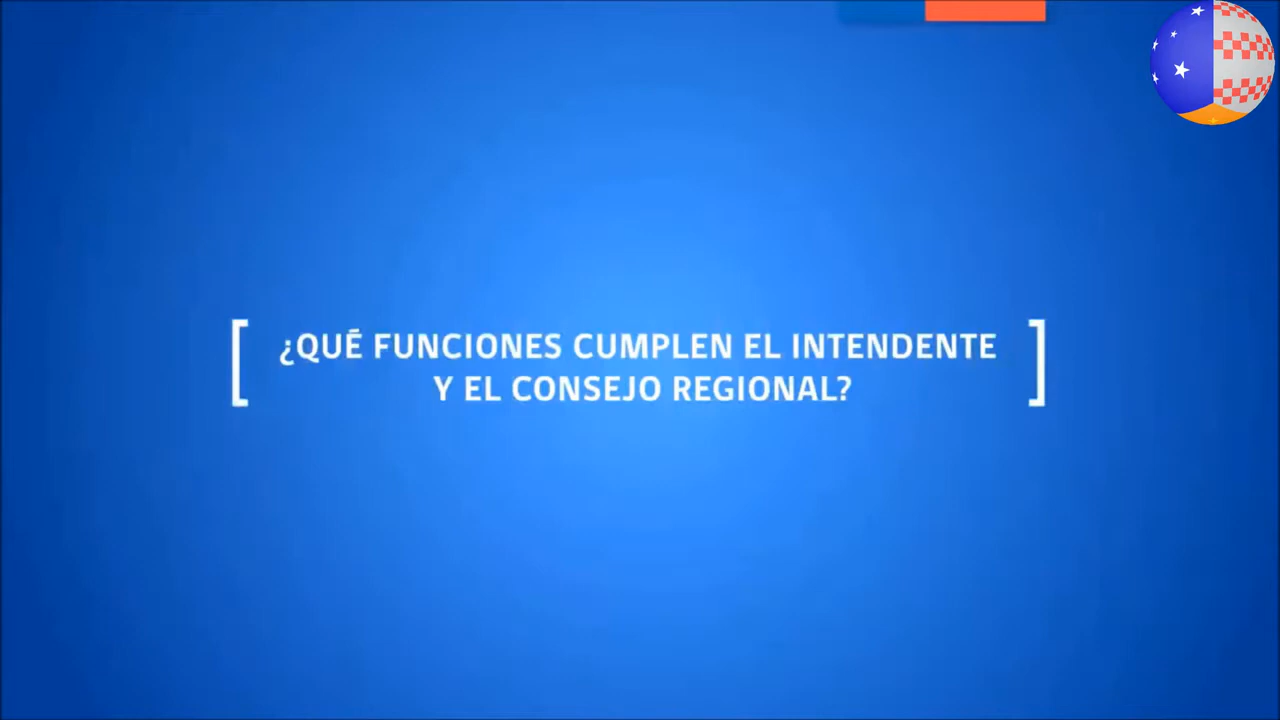 ¿QUÉ FUNCIONES CUMPLEN EL INTENDENTE
Y EL CONSEJO REGIONAL?